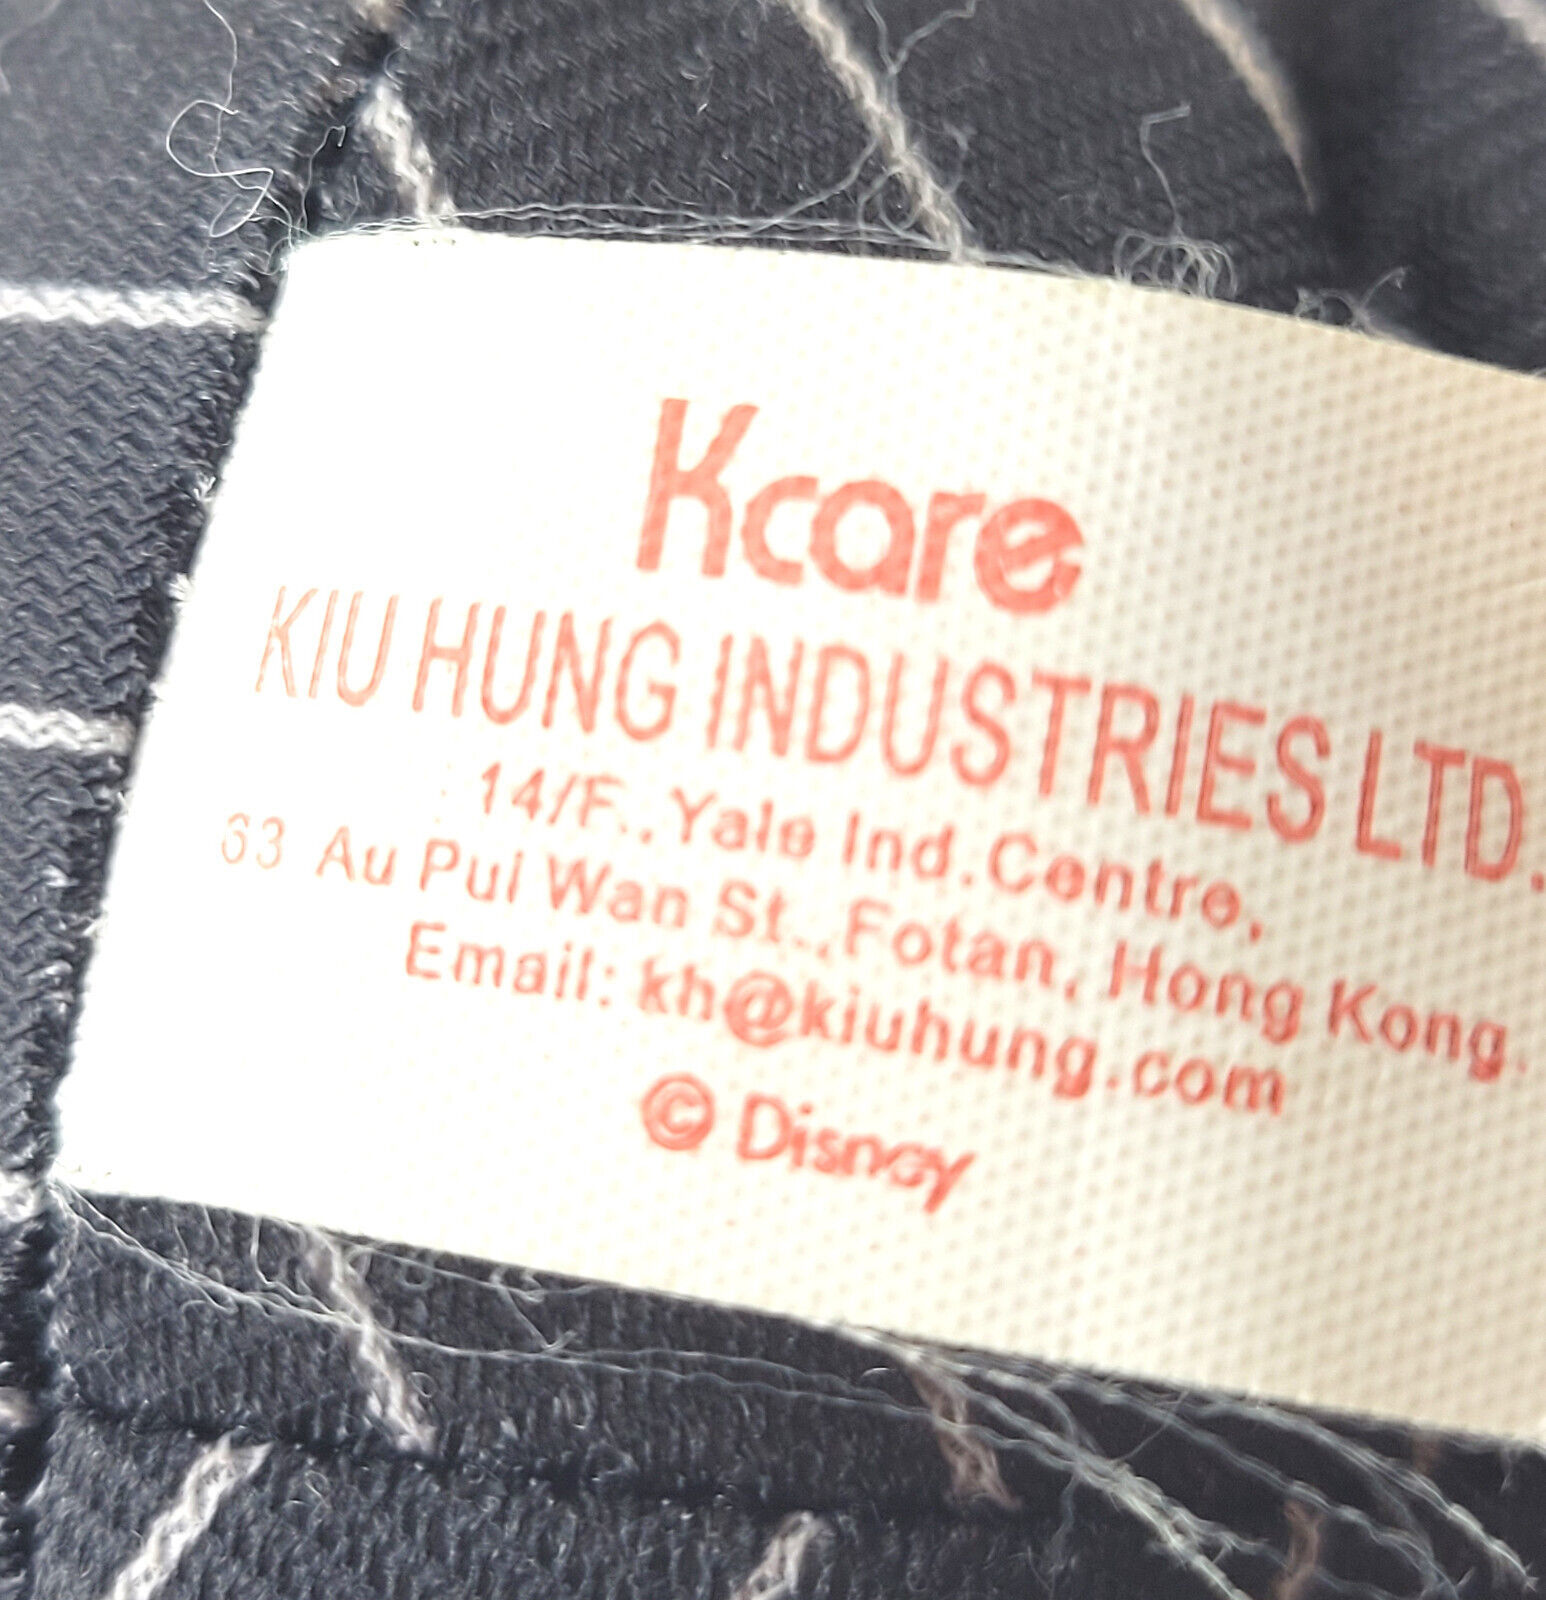 Kcare
KIU HUNG INDUSTRIES LTD.
14/F., Yale Ind.Centre,
63 Au Pui Wan St.,Fotan, Hong Kong.
Email: kh@kiuhung.com
© Disney